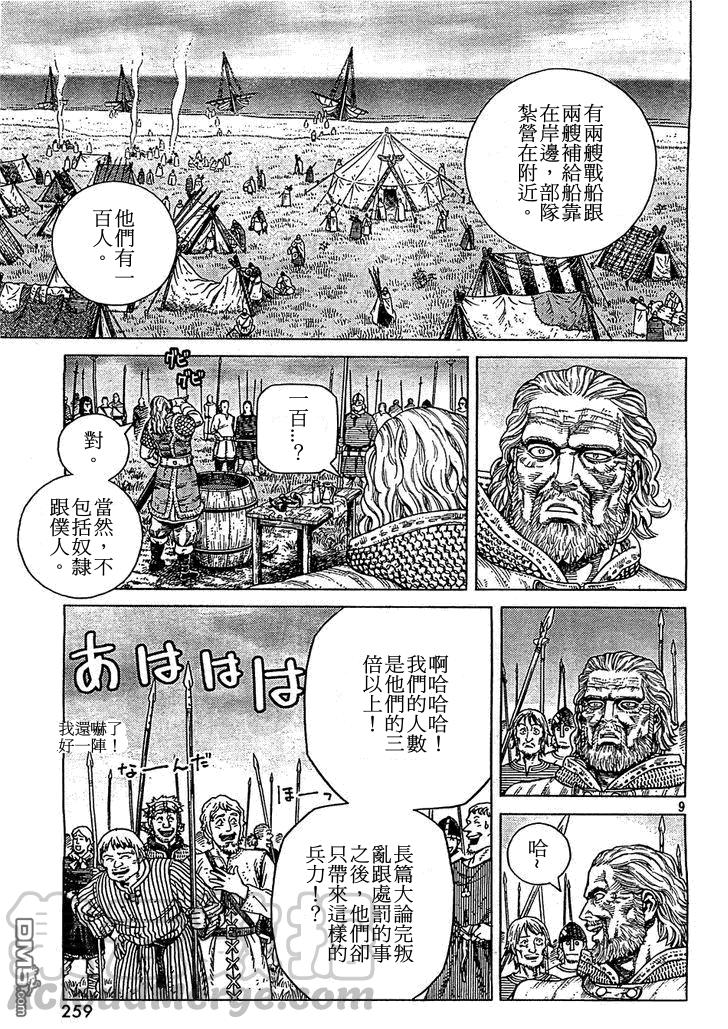 有兩艘戰船跟
兩艘補給船靠
在岸邊，部隊
紮營在附近。
他們有一
百人。
一百…？
グビ
グビ
對。
當然，不
包括奴隸
跟僕人。
9
哈~
啊哈哈哈！
我們的人數
是他們的三
倍以上！
あははは
長篇大論完叛
亂跟處罰的事
之後，他們卻
只帶來這樣的
兵力！？
ほーっ
なーんだ
我還嚇了
好一陣！
259